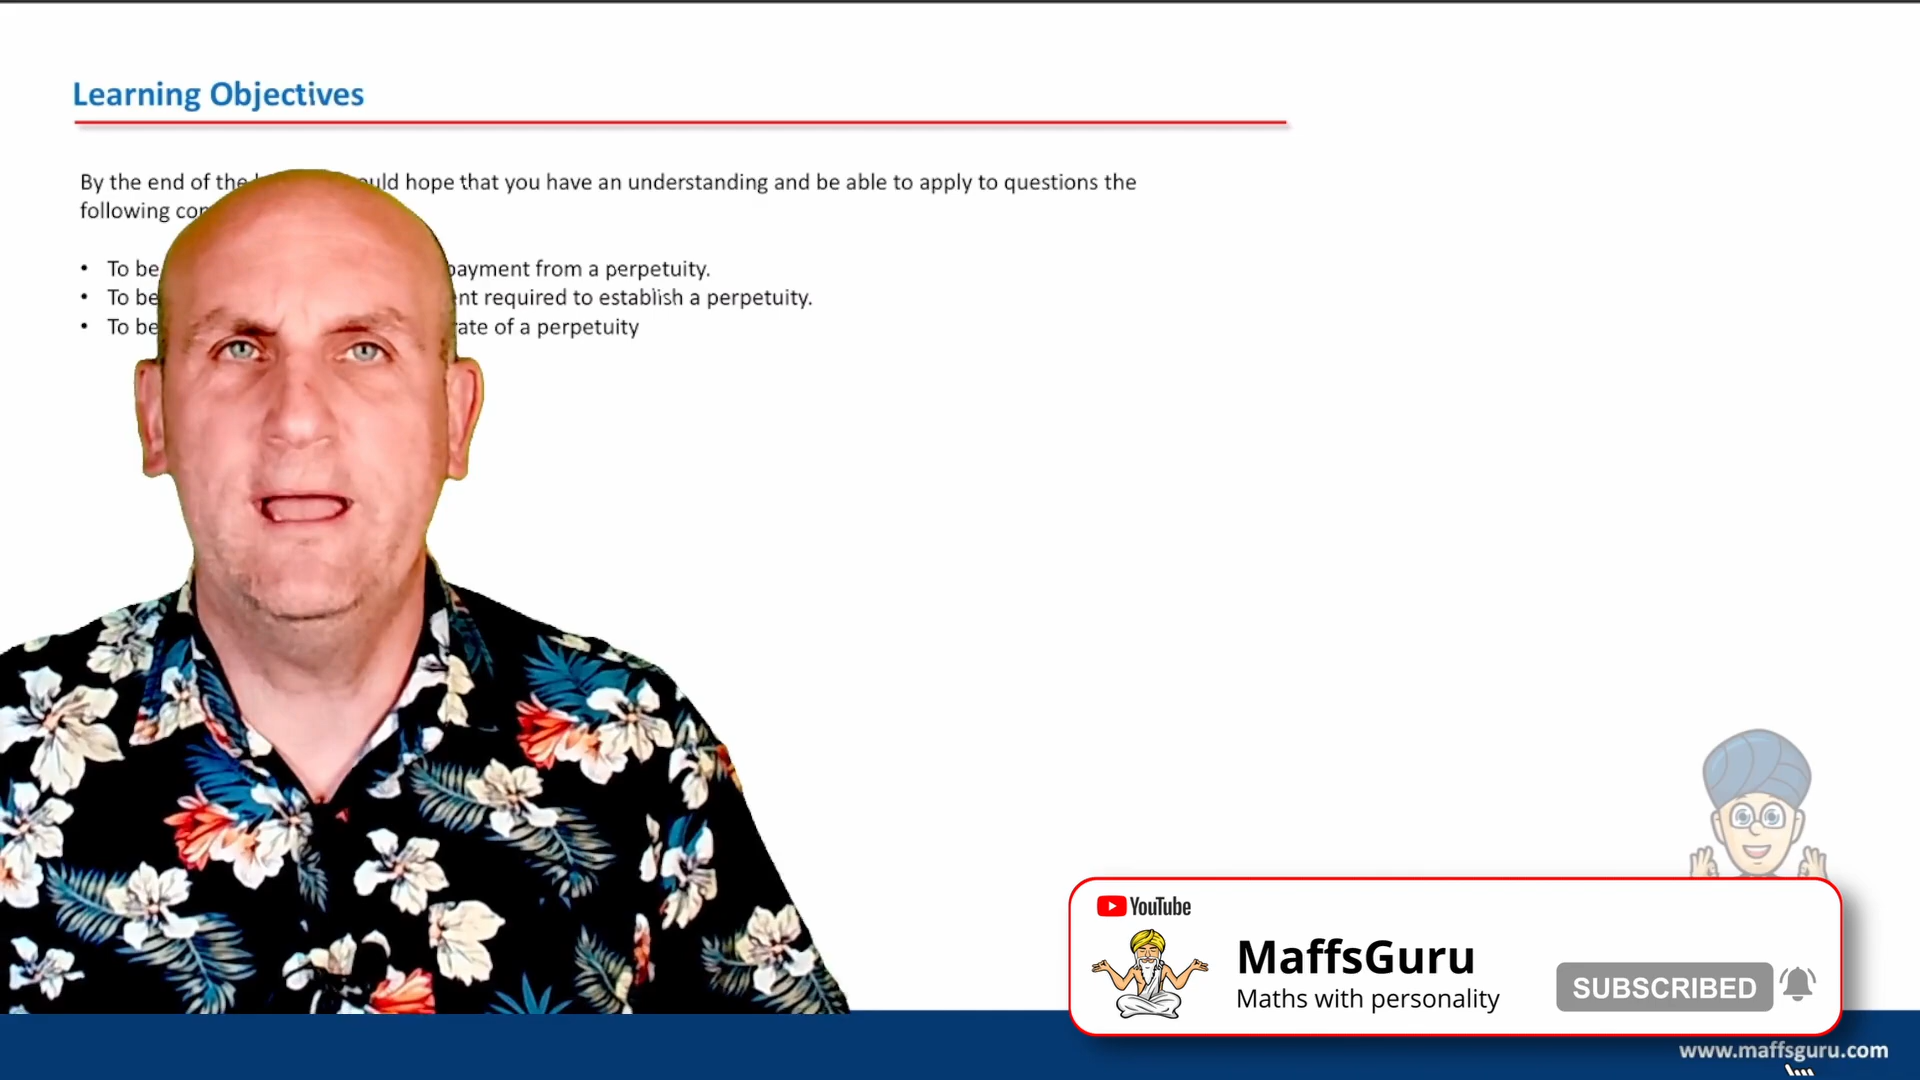 Learning Objectives
By the end of the uld hope that you have an understanding and be able to apply to questions the
following con
• To be payment from a perpetuity.
• To be nt required to establish a perpetuity.
• To be rate of a perpetuity
YouTube
MaffsGuru
Maths with personality
SUBSCRIBED
www.maffsguru.com